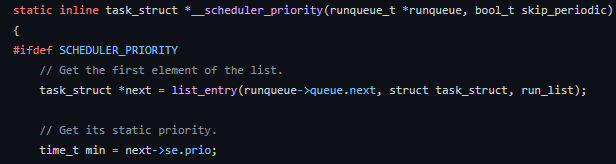 static inline task_struct *__scheduler_priority(runqueue_t *runqueue, bool_t skip_periodic)
{
#ifdef SCHEDULER_PRIORITY
    // Get the first element of the list.
    task_struct *next = list_entry(runqueue->queue.next, struct task_struct, run_list);
    // Get its static priority.
    time_t min = next->se.prio;